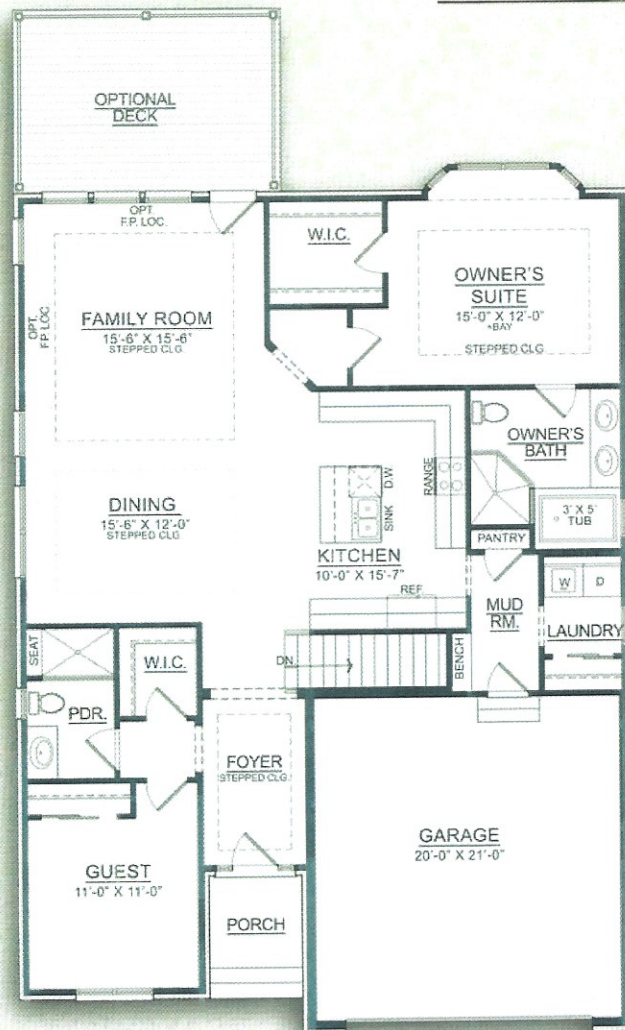 OPTIONAL
DECK
OPT.
F.P. LOC.
W.I.C.
OWNER'S
SUITE
15'-0" X 12'-0"
+BAY
STEPPED CLG
OPT.
FP LOC
FAMILY ROOM
15'-6" X 15'-6"
STEPPED CLG
OWNER'S
BATH
3' X 5'
TUB
RANGE
D.W
SINK
DINING
15'-6" X 12'-0"
STEPPED CLG
KITCHEN
10'-0" X 15'-7"
PANTRY
REF.
W
D
MUD
RM.
LAUNDRY
SEAT
W.I.C.
DN
BENCH
PDR.
FOYER
STEPPED CLG
GARAGE
20'-0" X 21'-0"
GUEST
11'-0" X 11'-0"
PORCH